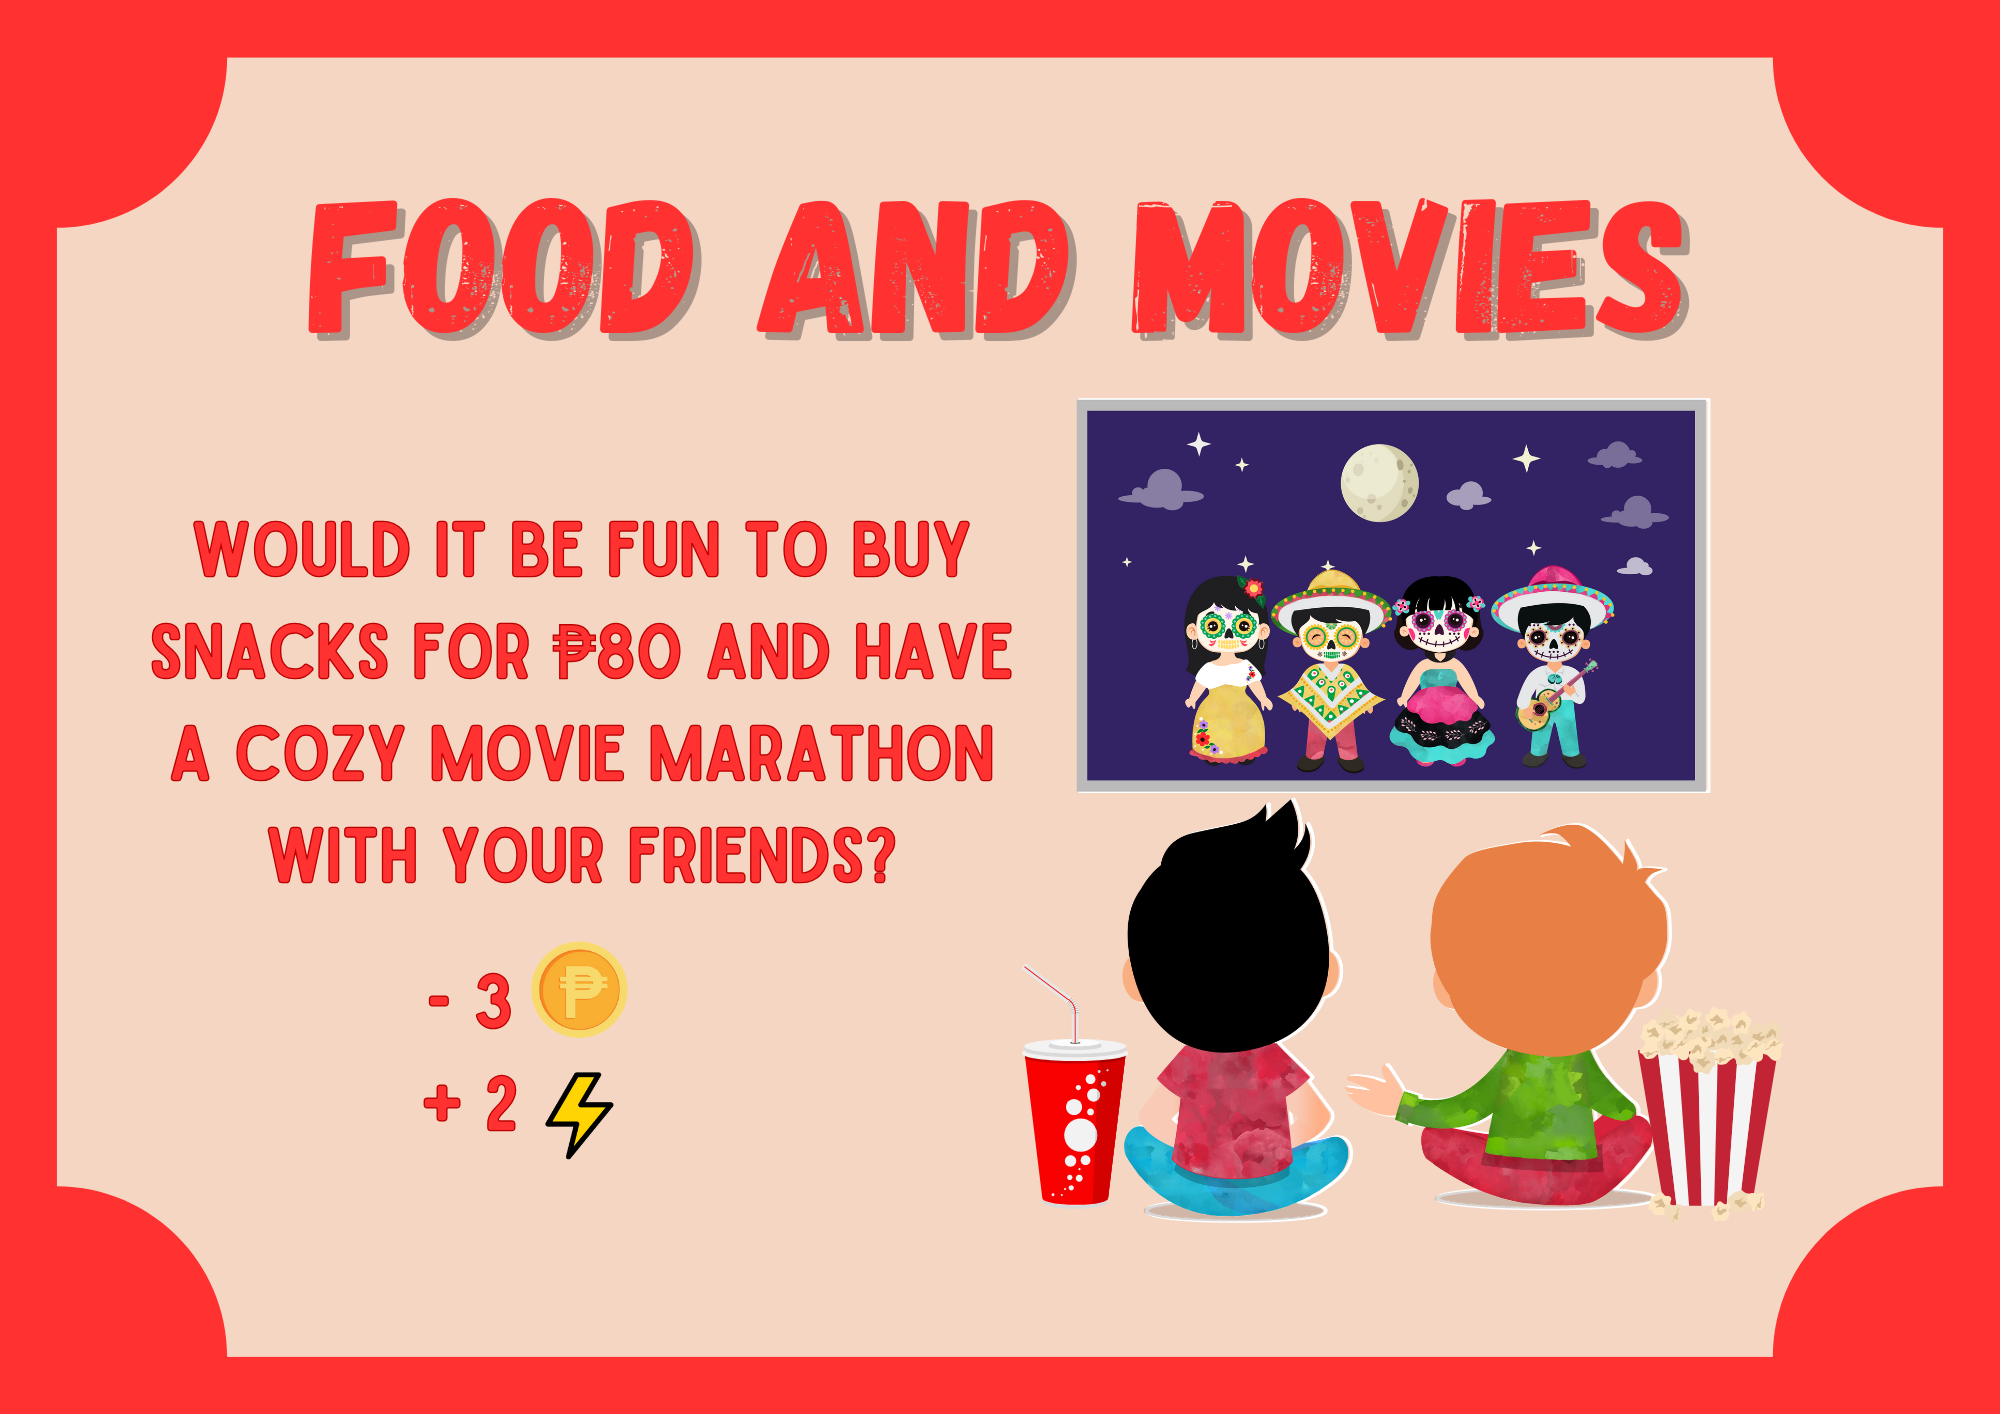 FOOD AND MOVIES
WOULD IT BE FUN TO BUY
SNACKS FOR ₱80 AND HAVE
A COZY MOVIE MARATHON
WITH YOUR FRIENDS?
- 3 ₱
+ 2